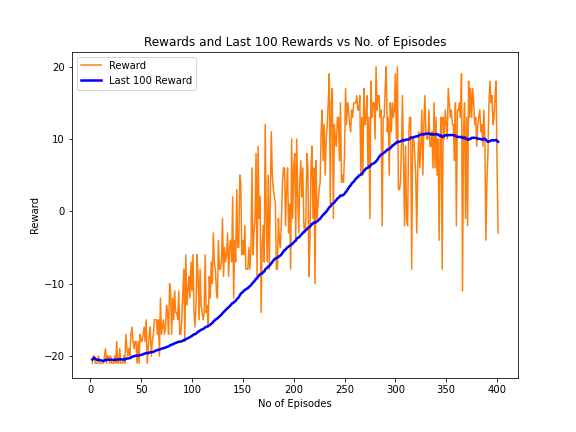 Rewards and Last 100 Rewards vs No. of Episodes
Reward
Last 100 Reward
20
10
0
−10
−20
Reward
0 50 100 150 200 250 300 350 400
No of Episodes